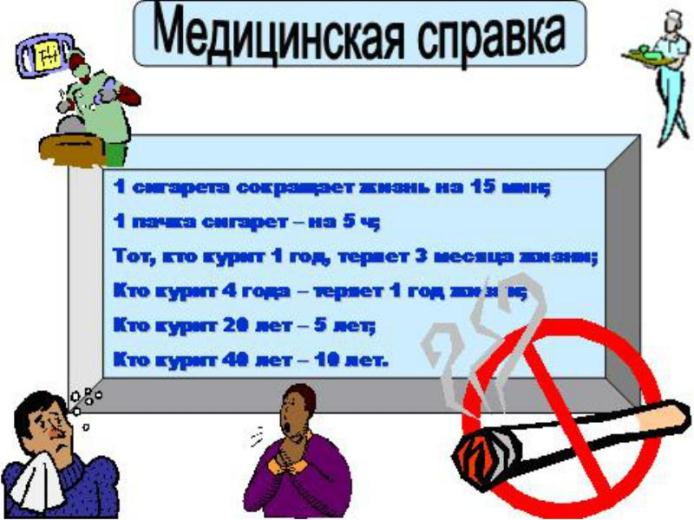 Медицинская справка
1 сигарета сокращает жизнь на 15 мин;
1 пачка сигарет – на 5 ч;
Тот, кто курит 1 год, теряет 3 месяца жизни;
Кто курит 4 года – теряет 1 год жизни;
Кто курит 20 лет – 5 лет;
Кто курит 40 лет – 10 лет.